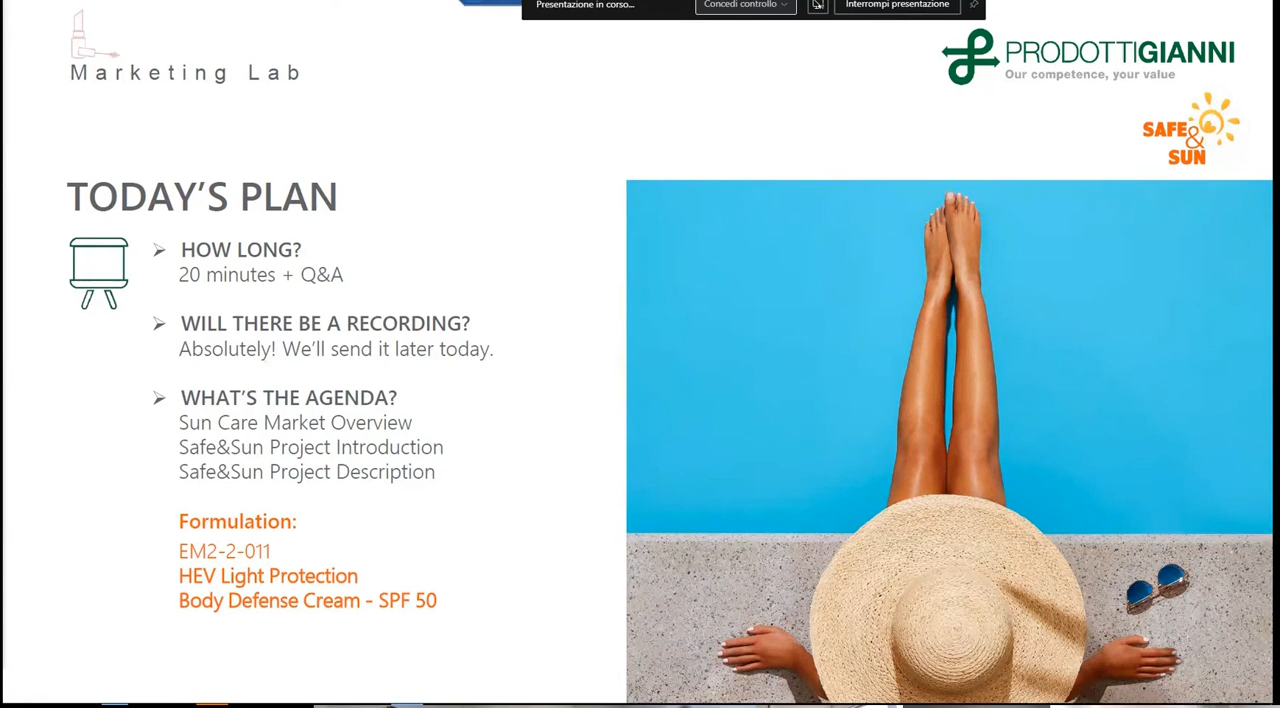 Presentazione in corso...
Concedi controllo
Interrompi presentazione
Marketing Lab
PRODOTTIGIANNI
Our competence, your value
SAFE
&
SUN
TODAY'S PLAN
➢ HOW LONG?
20 minutes + Q&A
➢ WILL THERE BE A RECORDING?
Absolutely! We'll send it later today.
➢ WHAT'S THE AGENDA?
Sun Care Market Overview
Safe&Sun Project Introduction
Safe&Sun Project Description
Formulation:
EM2-2-011
HEV Light Protection
Body Defense Cream - SPF 50